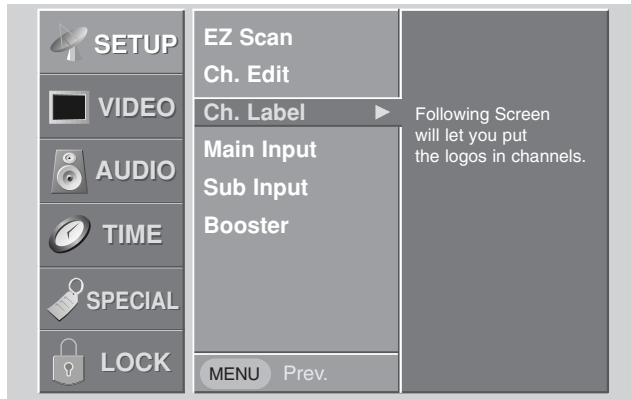 SETUP
VIDEO
AUDIO
TIME
SPECIAL
LOCK
EZ Scan
Ch. Edit
Ch. Label ►
Main Input
Sub Input
Booster
MENU Prev.
Following Screen
will let you put
the logos in channels.